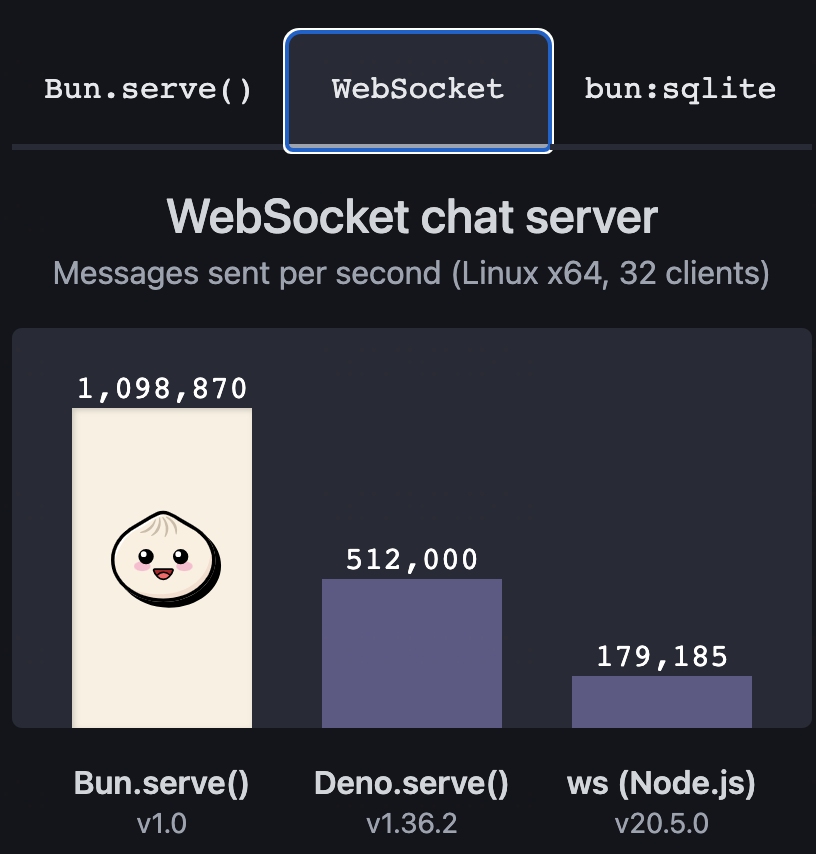 Bun.serve() WebSocket bun:sqlite
WebSocket chat server
Messages sent per second (Linux x64, 32 clients)
1,098,870
512,000
179,185
Bun.serve() Deno.serve() ws (Node.js)
v1.0 v1.36.2 v20.5.0